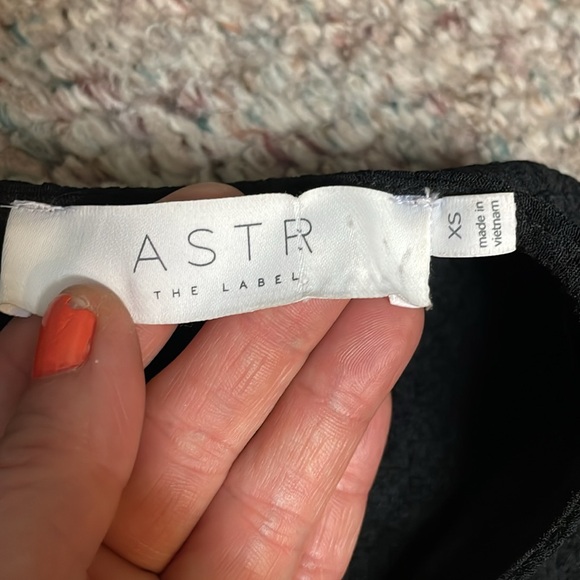 ASTR
THE LABEL
XS
made in
vietnam